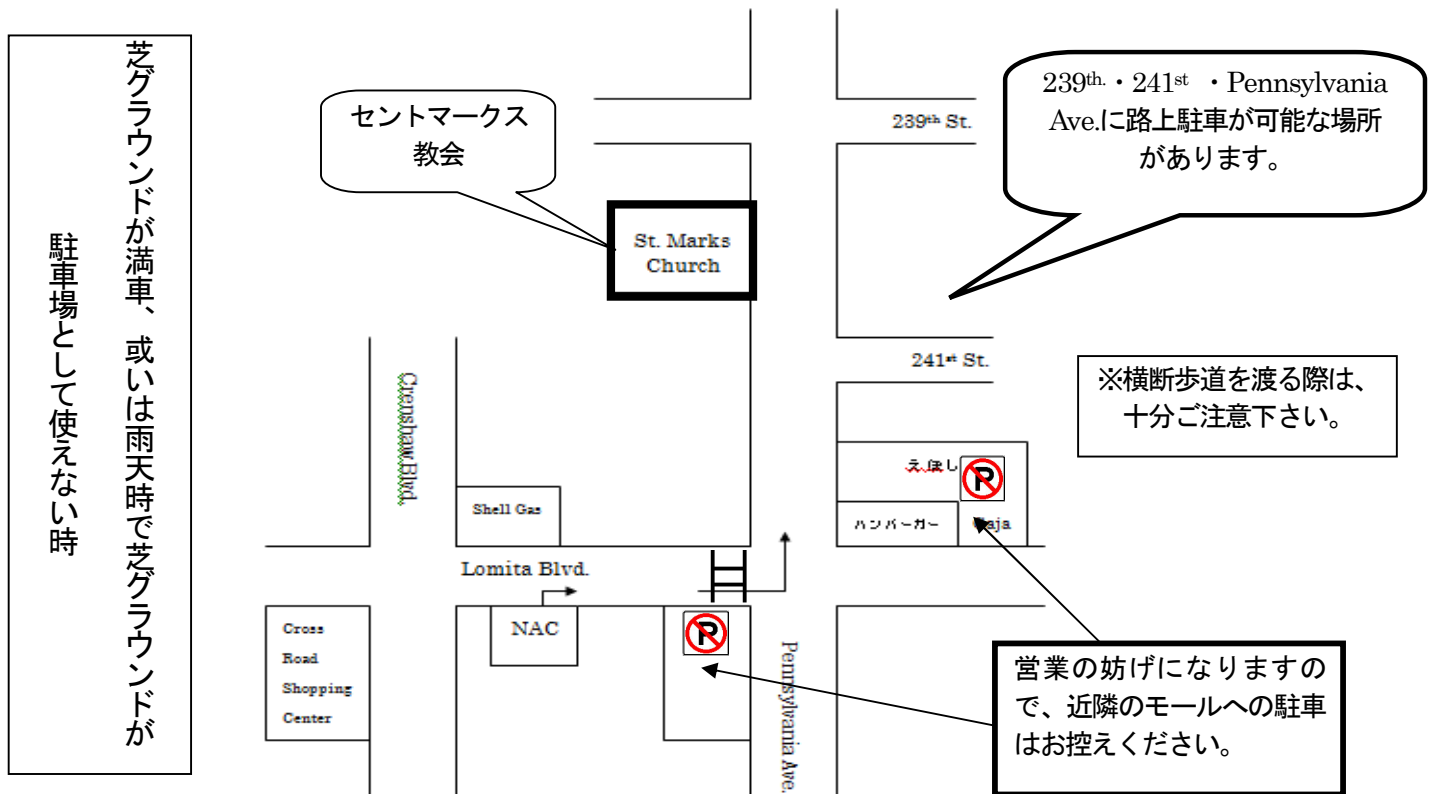 芝グラウンドが満車、或いは雨天時で芝グラウンドが
駐車場として使えない時
セントマークス
教会
239th St.
239th.・241st ・Pennsylvania
Ave.に路上駐車が可能な場所
があります。
St. Marks
Church
241st St.
※横断歩道を渡る際は、
十分ご注意下さい。
Crenshaw Blvd.
えぼし
P
Shell Gas
ハンバーガー
Gaja
Lomita Blvd.
Cross
Road
Shopping
Center
NAC
P
Pennsylvania Ave.
営業の妨げになりますの
で、近隣のモールへの駐車
はお控えください。